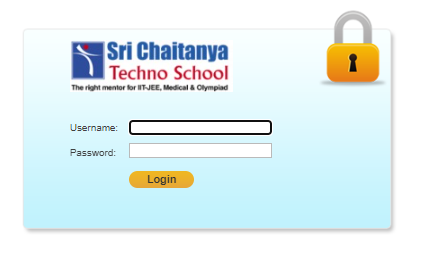 Sri Chaitanya
Techno School
The right mentor for IIT-JEE, Medical & Olympiad
Username:
Password:
Login